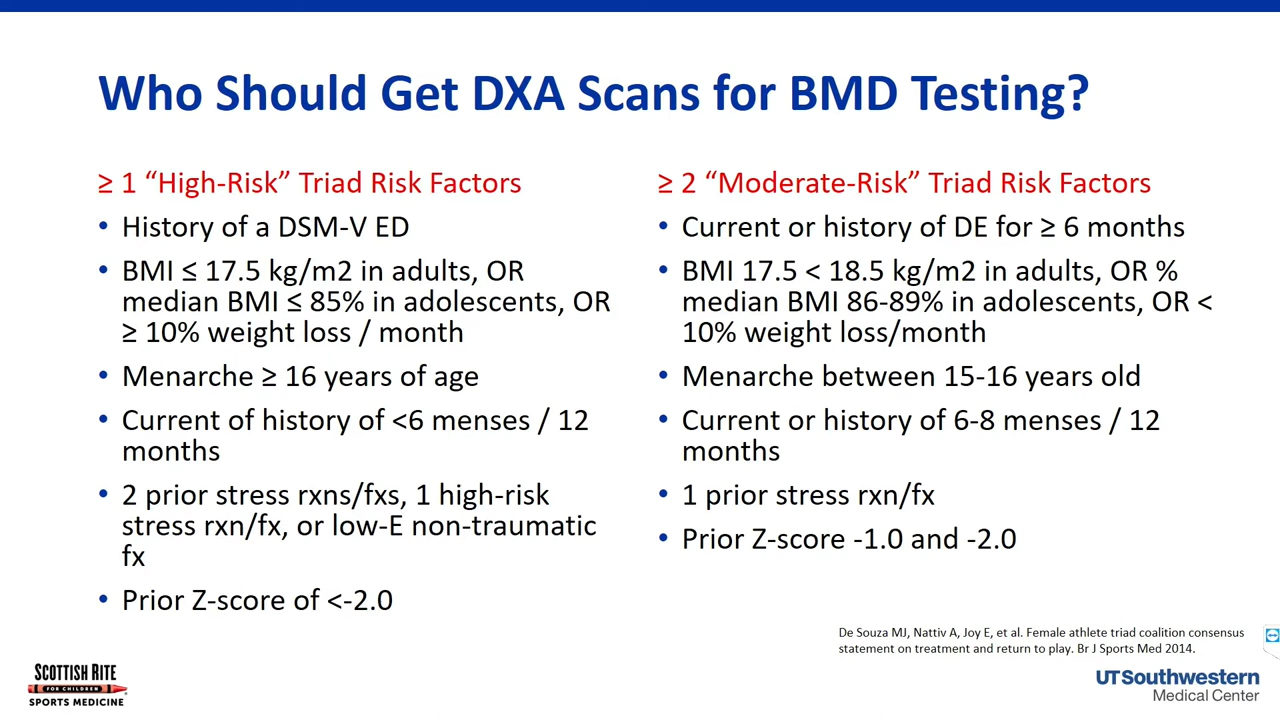 Who Should Get DXA Scans for BMD Testing?
≥ 1 “High-Risk” Triad Risk Factors
• History of a DSM-V ED
• BMI ≤ 17.5 kg/m2 in adults, OR
median BMI ≤ 85% in adolescents, OR
≥ 10% weight loss / month
• Menarche ≥ 16 years of age
• Current of history of <6 menses / 12
months
• 2 prior stress rxns/fxs, 1 high-risk
stress rxn/fx, or low-E non-traumatic
fx
• Prior Z-score of <-2.0
≥ 2 “Moderate-Risk” Triad Risk Factors
• Current or history of DE for ≥ 6 months
• BMI 17.5 < 18.5 kg/m2 in adults, OR %
median BMI 86-89% in adolescents, OR <
10% weight loss/month
• Menarche between 15-16 years old
• Current or history of 6-8 menses / 12
months
• 1 prior stress rxn/fx
• Prior Z-score -1.0 and -2.0
De Souza MJ, Nattiv A, Joy E, et al. Female athlete triad coalition consensus
statement on treatment and return to play. Br J Sports Med 2014.
SCOTTISH RITE
FOR CHILDREN
SPORTS MEDICINE
UTSouthwestern
Medical Center